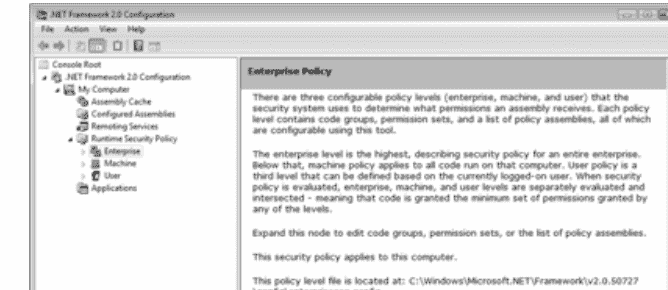 .NET Framework 2.0 Configuration
File Action View Help
Console Root
.NET Framework 2.0 Configuration
My Computer
Assembly Cache
Configured Assemblies
Remoting Services
Runtime Security Policy
Enterprise
Machine
User
Applications
Enterprise Policy
There are three configurable policy levels (enterprise, machine, and user) that the
security system uses to determine what permissions an assembly receives. Each policy
level contains code groups, permission sets, and a list of policy assemblies, all of which
are configurable using this tool.
The enterprise level is the highest, describing security policy for an entire enterprise.
Below that, machine policy applies to all code run on that computer. User policy is a
third level that can be defined based on the currently logged-on user. When security
policy is evaluated, enterprise, machine, and user levels are separately evaluated and
intersected - meaning that code is granted the minimum set of permissions granted by
any of the levels.
Expand this node to edit code groups, permission sets, or the list of policy assemblies.
This security policy applies to this computer.
This policy level file is located at: C:\Windows\Microsoft.NET\Framework\v2.0.50727